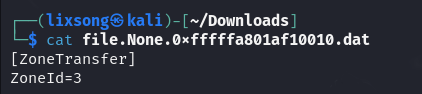 ┌──(lixsong㉿kali)-[~/Downloads]
└─$ cat file.None.0×fffffa801af10010.dat
[ZoneTransfer]
ZoneId=3